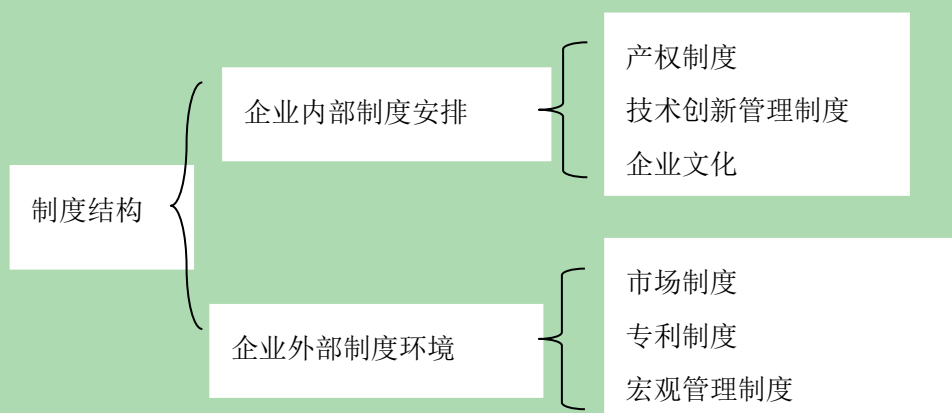 制度结构
企业内部制度安排
产权制度
技术创新管理制度
企业文化
企业外部制度环境
市场制度
专利制度
宏观管理制度